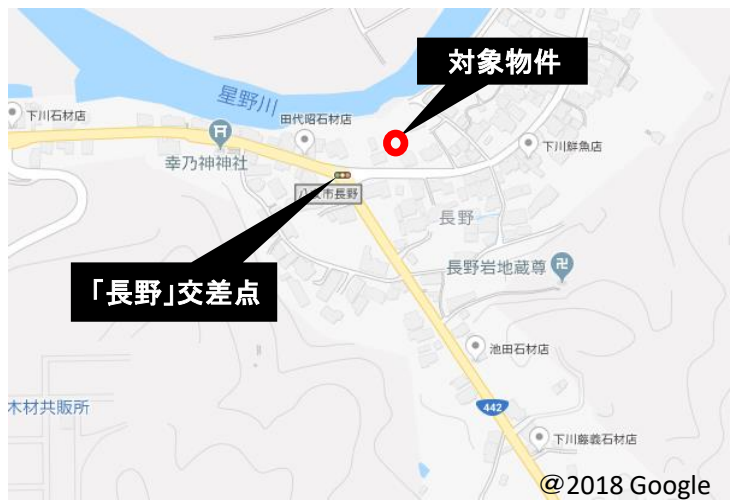 対象物件
星野川
下川石材店
田代昭石材店
幸乃神神社
下川鮮魚店
八女市長野
長野
長野岩地蔵尊
「長野」交差点
池田石材店
木材共販所
442
下川藤義石材店
@2018 Google